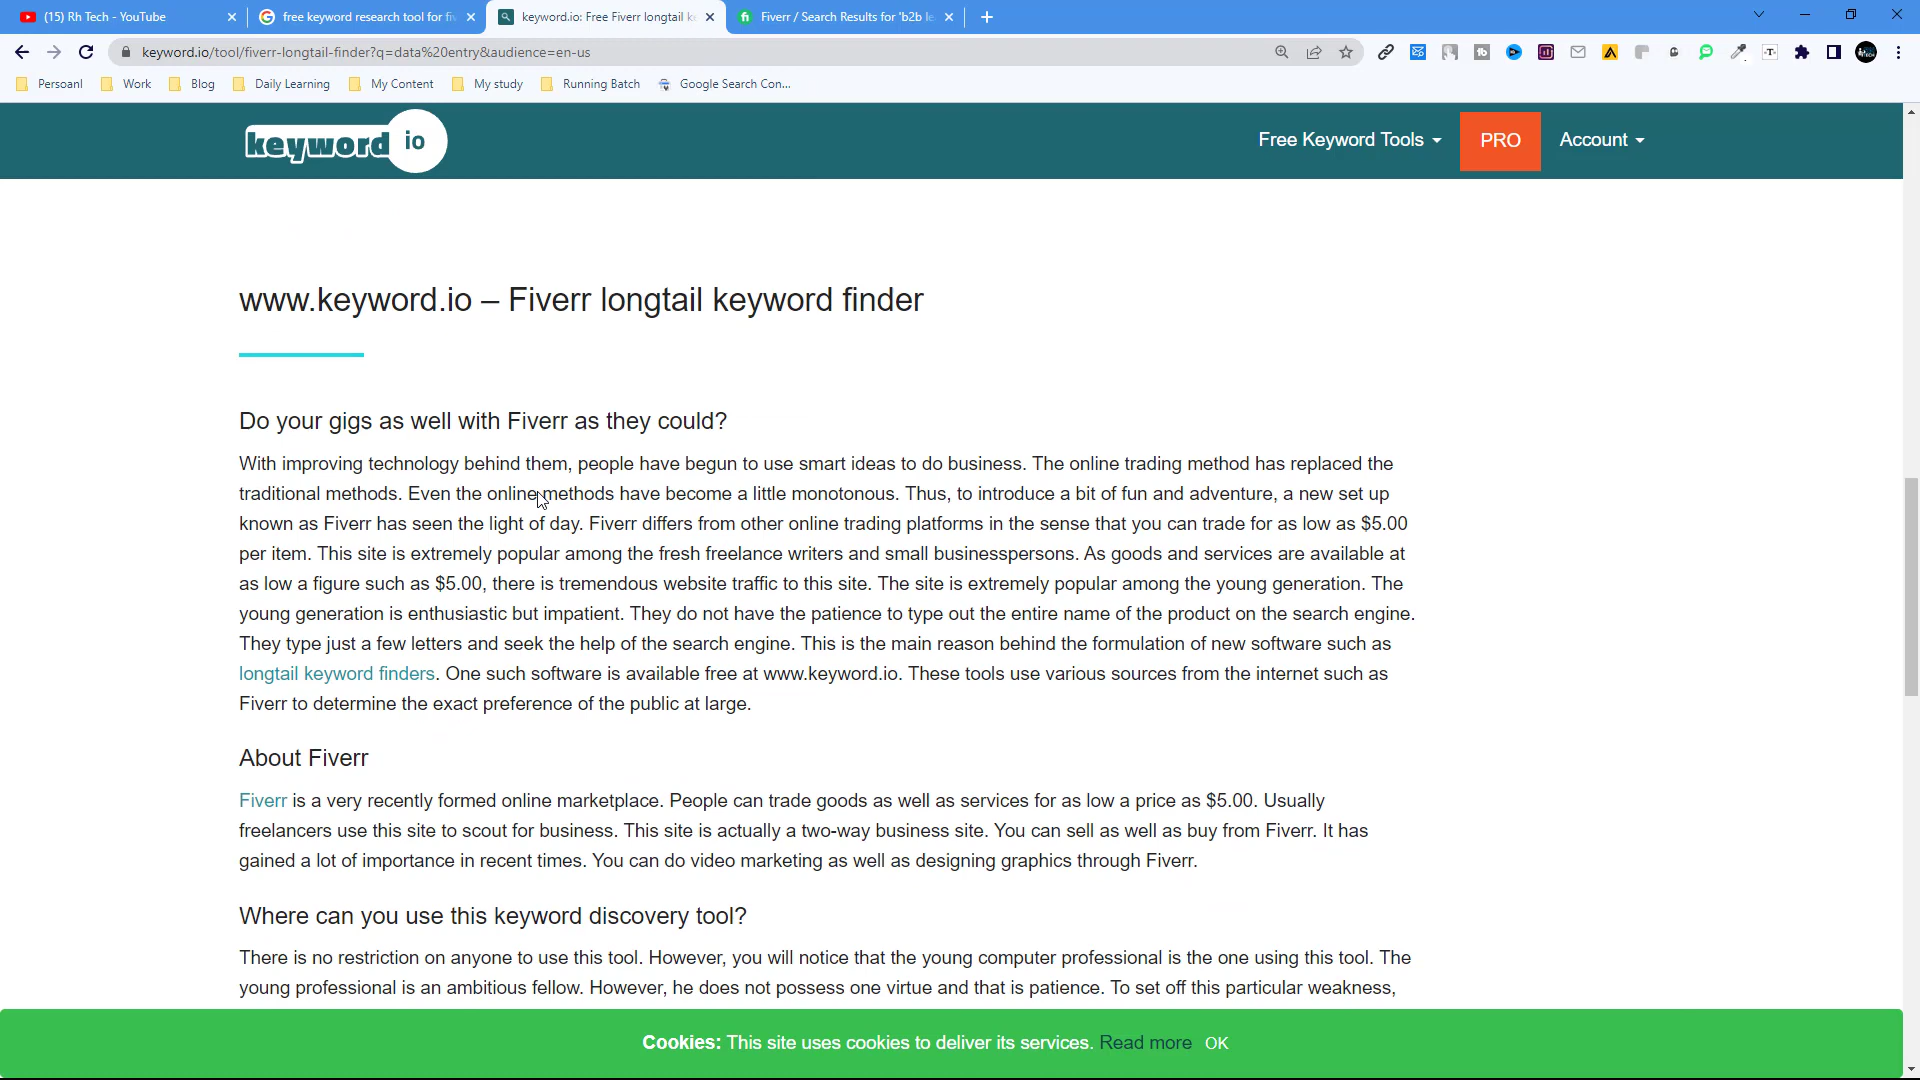 (15) Rh Tech - YouTube
free keyword research tool for fi
keyword.io: Free Fiverr longtail k
Fiverr / Search Results for 'b2b le
keyword.io/tool/fiverr-longtail-finder?q=data%20entry&audience=en-us
Persoanl
Work
Blog
Daily Learning
My Content
My study
Running Batch
Google Search Con...
keyword io
Free Keyword Tools
PRO
Account
www.keyword.io – Fiverr longtail keyword finder
Do your gigs as well with Fiverr as they could?
With improving technology behind them, people have begun to use smart ideas to do business. The online trading method has replaced the
traditional methods. Even the online methods have become a little monotonous. Thus, to introduce a bit of fun and adventure, a new set up
known as Fiverr has seen the light of day. Fiverr differs from other online trading platforms in the sense that you can trade for as low as $5.00
per item. This site is extremely popular among the fresh freelance writers and small businesspersons. As goods and services are available at
as low a figure such as $5.00, there is tremendous website traffic to this site. The site is extremely popular among the young generation. The
young generation is enthusiastic but impatient. They do not have the patience to type out the entire name of the product on the search engine.
They type just a few letters and seek the help of the search engine. This is the main reason behind the formulation of new software such as
longtail keyword finders. One such software is available free at www.keyword.io. These tools use various sources from the internet such as
Fiverr to determine the exact preference of the public at large.
About Fiverr
Fiverr is a very recently formed online marketplace. People can trade goods as well as services for as low a price as $5.00. Usually
freelancers use this site to scout for business. This site is actually a two-way business site. You can sell as well as buy from Fiverr. It has
gained a lot of importance in recent times. You can do video marketing as well as designing graphics through Fiverr.
Where can you use this keyword discovery tool?
There is no restriction on anyone to use this tool. However, you will notice that the young computer professional is the one using this tool. The
young professional is an ambitious fellow. However, he does not possess one virtue and that is patience. To set off this particular weakness,
Cookies: This site uses cookies to deliver its services. Read more OK